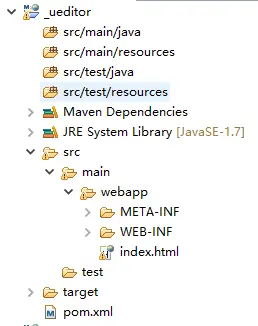 _ueditor
src/main/java
src/main/resources
src/test/java
src/test/resources
Maven Dependencies
JRE System Library [JavaSE-1.7]
src
main
webapp
META-INF
WEB-INF
index.html
test
target
pom.xml